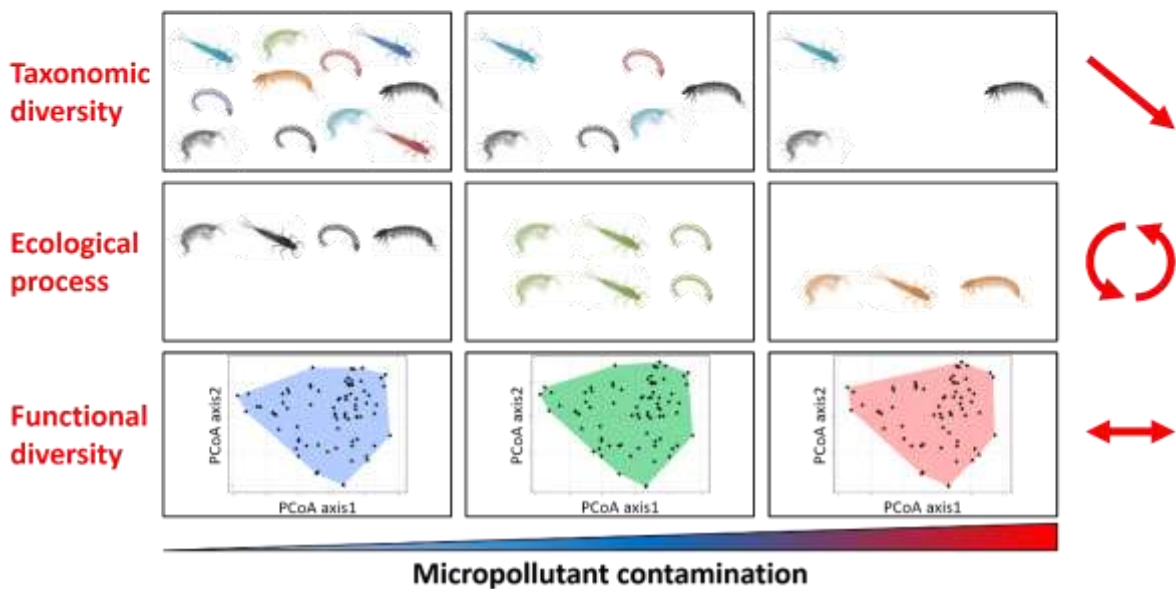 Taxonomic
diversity
Ecological
process
Functional
diversity
PCoA axis2
PCoA axis1
PCoA axis2
PCoA axis1
PCoA axis2
PCoA axis1
Micropollutant contamination